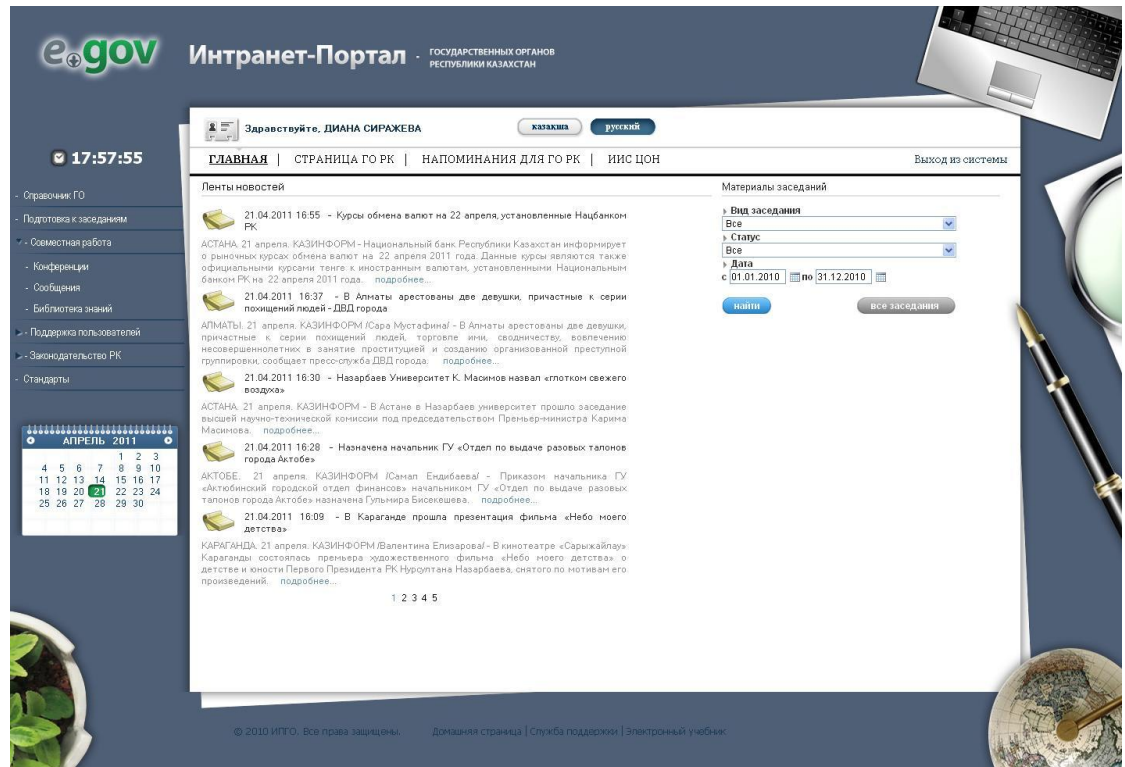 e.gov
Интранет-Портал - ГОСУДАРСТВЕННЫХ ОРГАНОВ
РЕСПУБЛИКИ КАЗАХСТАН
Здравствуйте, ДИАНА СИРАЖЕВА
казакша
русский
17:57:55
ГЛАВНАЯ | СТРАНИЦА ГО РК | НАПОМИНАНИЯ ДЛЯ ГО РК | ИИС ЦОН
Выход из системы
- Справочник ГО
- Подготовка к заседаниям
- Совместная работа
- Конференции
- Сообщения
- Библиотека знаний
- Поддержка пользователей
- Законодательство РК
- Стандарты
АПРЕЛЬ 2011
1 2 3
4 5 6 7 8 9 10
11 12 13 14 15 16 17
18 19 20 21 22 23 24
25 26 27 28 29 30
Ленты новостей
21.04.2011 16:55 - Курсы обмена валют на 22 апреля, установленные Нацбанком
РК
АСТАНА. 21 апреля. КАЗИНФОРМ - Национальный банк Республики Казахстан информирует
о рыночных курсах обмена валют на 22 апреля 2011 года. Данные курсы являются также
официальными курсами тенге к иностранным валютам, установленными Национальным
банком РК на 22 апреля 2011 года. подробнее...
21.04.2011 16:37 - В Алматы арестованы две девушки, причастные к серии
похищений людей - ДВД города
АЛМАТЫ. 21 апреля. КАЗИНФОРМ /Сара Мустафина/ - В Алматы арестованы две девушки,
причастные к серии похищений людей, торговле ими, сводничеству, вовлечению
несовершеннолетних в занятие проституцией и созданию организованной преступной
группировки, сообщает пресс-служба ДВД города. подробнее...
21.04.2011 16:30 - Назарбаев Университет К. Масимов назвал «глотком свежего
воздуха»
АСТАНА. 21 апреля. КАЗИНФОРМ - В Астане в Назарбаев университет прошло заседание
высшей научно-технической комиссии под председательством Премьер-министра Карима
Масимова. подробнее...
21.04.2011 16:28 - Назначена начальник ГУ «Отдел по выдаче разовых талонов
города Актобе»
АКТОБЕ. 21 апреля. КАЗИНФОРМ /Самал Ендибаева/ - Приказом начальника ГУ
«Актюбинский городской отдел финансов» начальником ГУ «Отдел по выдаче разовых
талонов города Актобе» назначена Гульмира Бисекешева. подробнее...
21.04.2011 16:09 - В Караганде прошла презентация фильма «Небо моего
детства»
КАРАГАНДА. 21 апреля. КАЗИНФОРМ /Валентина Елизарова/ - В кинотеатре «Сарыжайлау»
Караганды состоялась премьера художественного фильма «Небо моего детства» о
детстве и юности Первого Президента РК Нурсултана Назарбаева, снятого по мотивам его
произведений. подробнее...
1 2 3 4 5
Материалы заседаний
Вид заседания
Все
Статус
Все
Дата
с 01.01.2010 по 31.12.2010
найти
все заседания
© 2010 ИПГО. Все права защищены. Домашняя страница | Служба поддержки | Электронный учебник